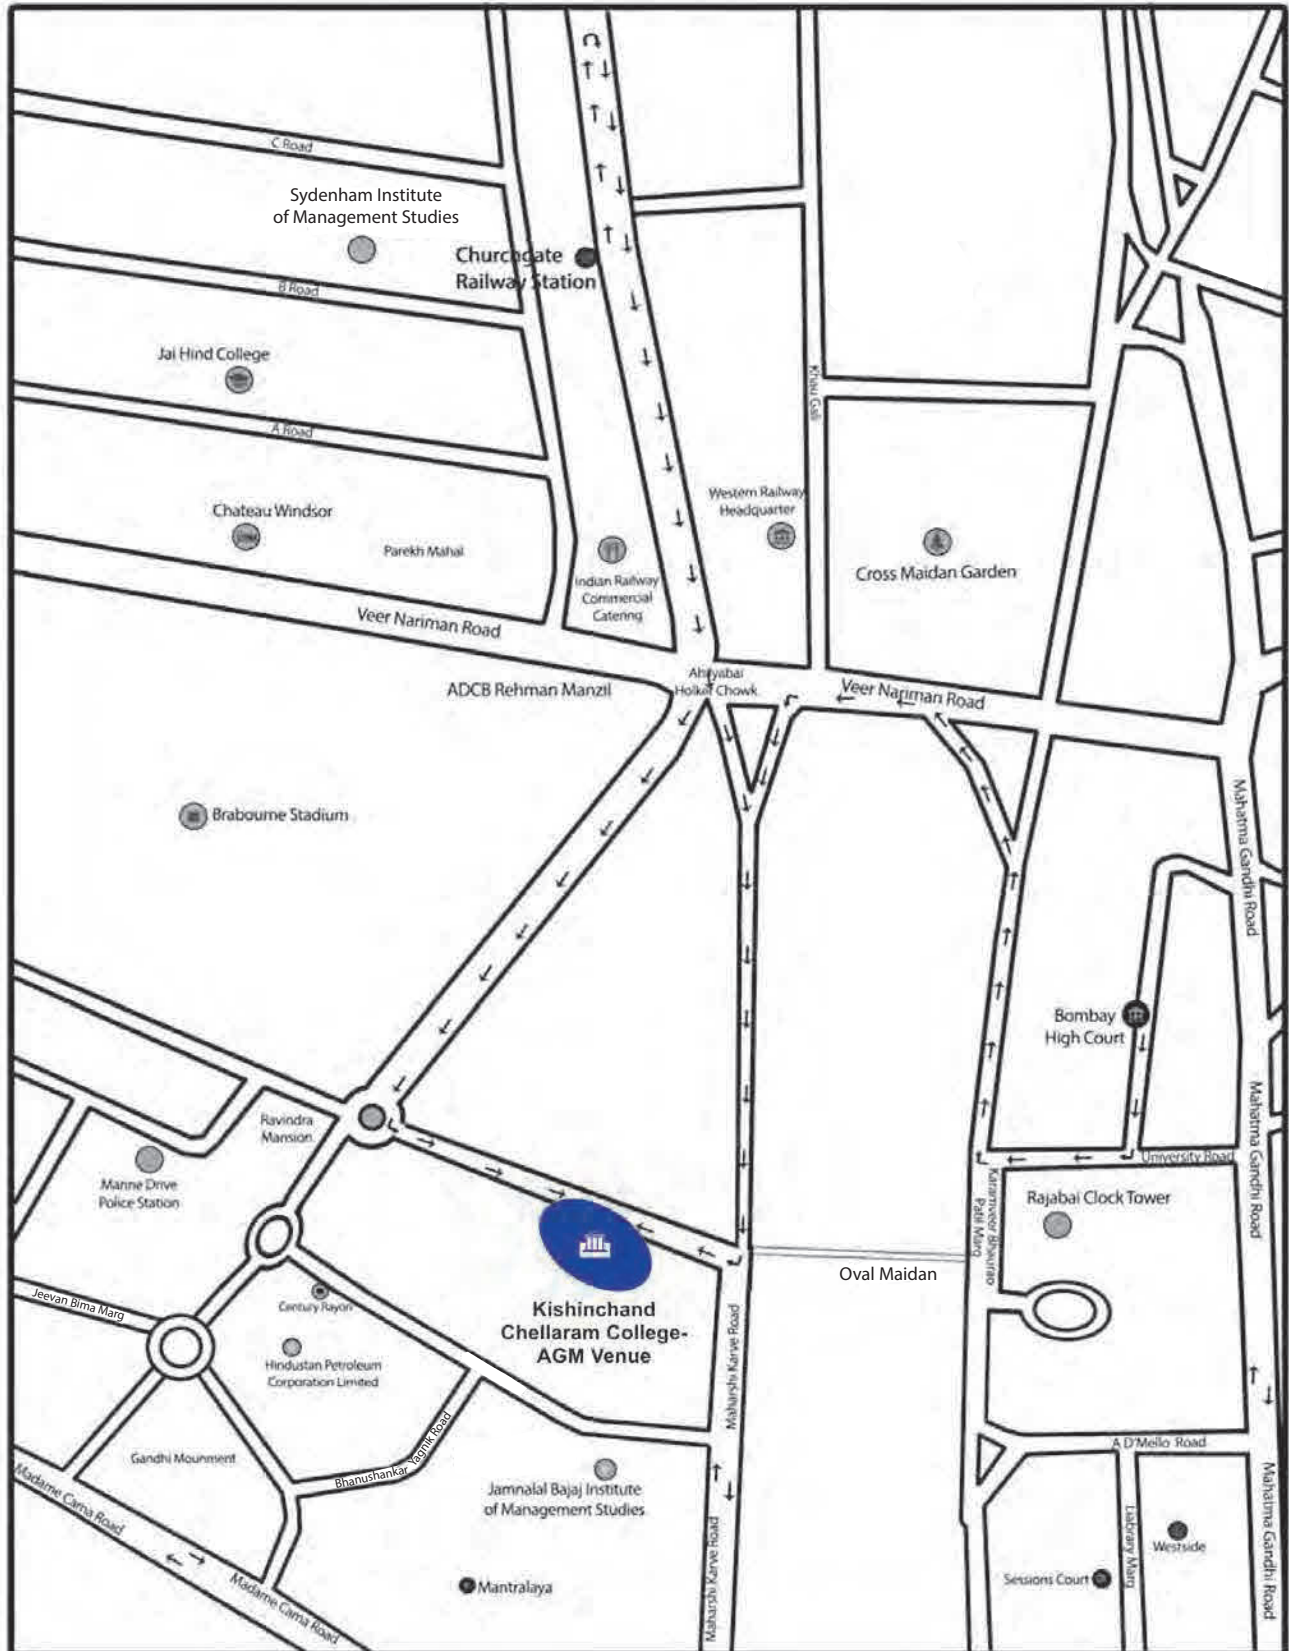 C Road
Sydenham Institute
of Management Studies
Churchgate
Railway Station
B Road
Jai Hind College
A Road
Khau Gali
Western Railway
Headquarter
Chateau Windsor
Parekh Mahal
Cross Maidan Garden
Indian Railway
Commercial
Catering
Veer Nariman Road
ADCB Rehman Manzil
Ahilyabai
Holkar Chowk
Veer Nariman Road
Brabourne Stadium
Mahatma Gandhi Road
Bombay
High Court
Ravindra
Mansion
Mahatma Gandhi Road
University Road
Marine Drive
Police Station
Karamveer Bhaurao
Patil Marg
Rajabai Clock Tower
Oval Maidan
Jeevan Bima Marg
Century Rayon
Kishinchand
Chellaram College-
AGM Venue
Maharshi Karve Road
Hindustan Petroleum
Corporation Limited
Gandhi Mounment
Bhanushankar Yagnik Road
A D'Mello Road
Jamnalal Bajaj Institute
of Management Studies
Madame Cama Road
Maharshi Karve Road
Liabrary Marg
Westside
Mahatma Gandhi Road
Sessions Court
Mantralaya
Madame Cama Road